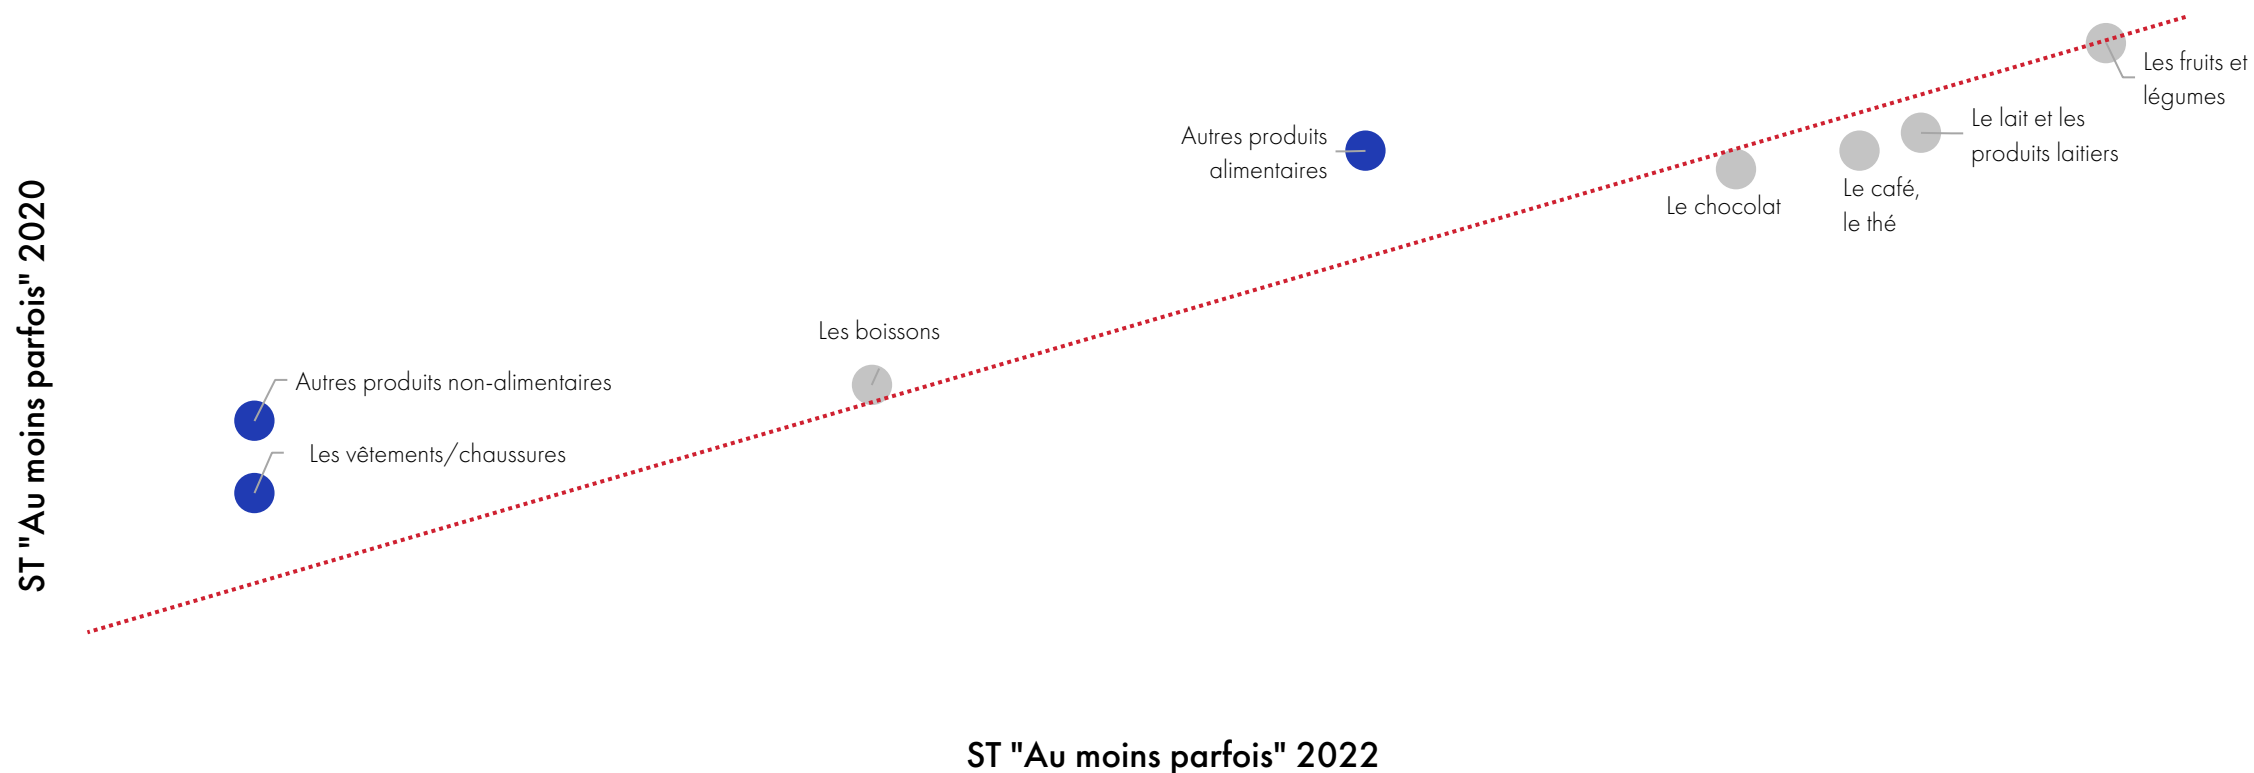 ST "Au moins parfois" 2020
Autres produits non-alimentaires
Les vêtements/chaussures
Les boissons
Autres produits
alimentaires
Le chocolat
Le café,
le thé
Le lait et les
produits laitiers
Les fruits et
légumes
ST "Au moins parfois" 2022